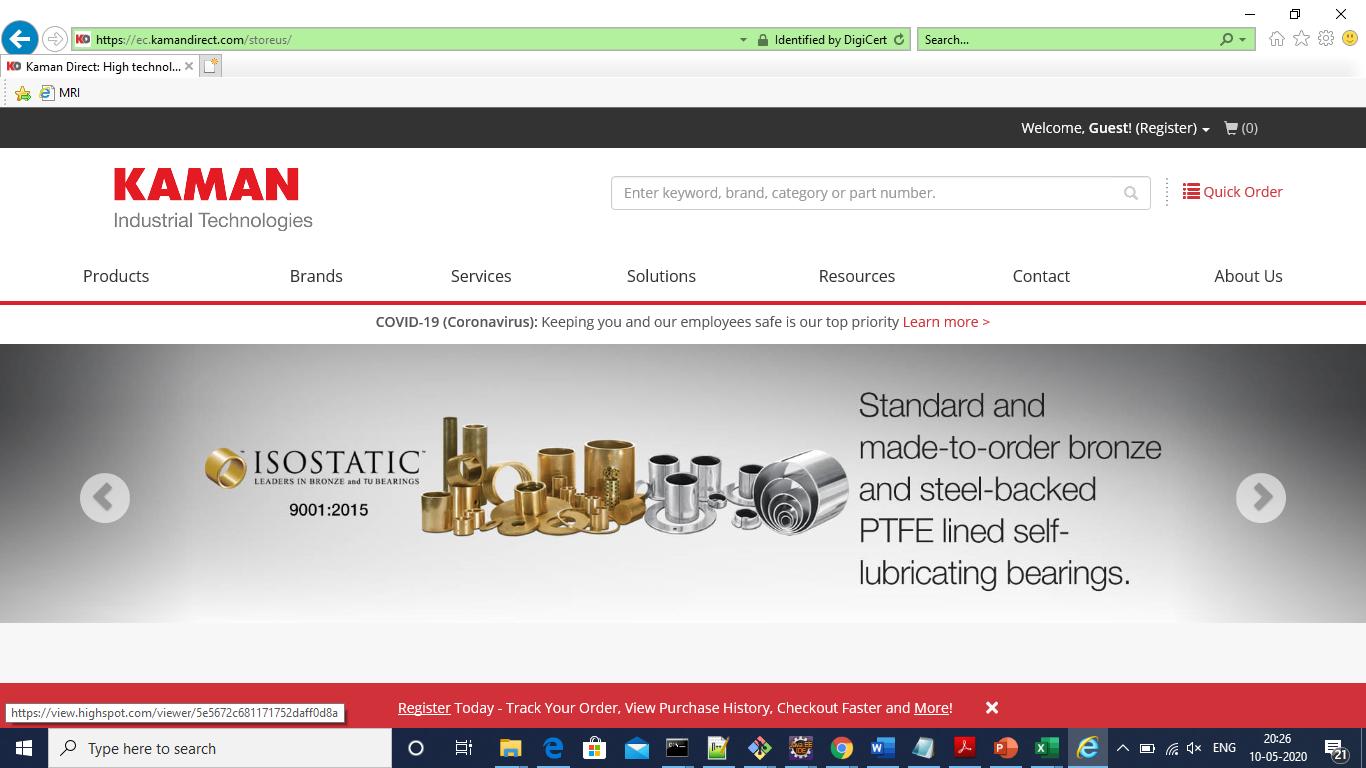 https://ec.kamandirect.com/storeus/
Identified by DigiCert
Search...
KD Kaman Direct: High technol...
MRI
Welcome, Guest! (Register)
(0)
KAMAN
Industrial Technologies
Enter keyword, brand, category or part number.
Quick Order
Products Brands Services Solutions Resources Contact About Us
COVID-19 (Coronavirus): Keeping you and our employees safe is our top priority Learn more >
ISOSTATIC™
LEADERS IN BRONZE and TU BEARINGS
9001:2015
Standard and
made-to-order bronze
and steel-backed
PTFE lined self-
lubricating bearings.
Register Today - Track Your Order, View Purchase History, Checkout Faster and More!
https://view.highspot.com/viewer/5e5672c681171752daff0d8a
Type here to search
ENG
20:26
10-05-2020
21